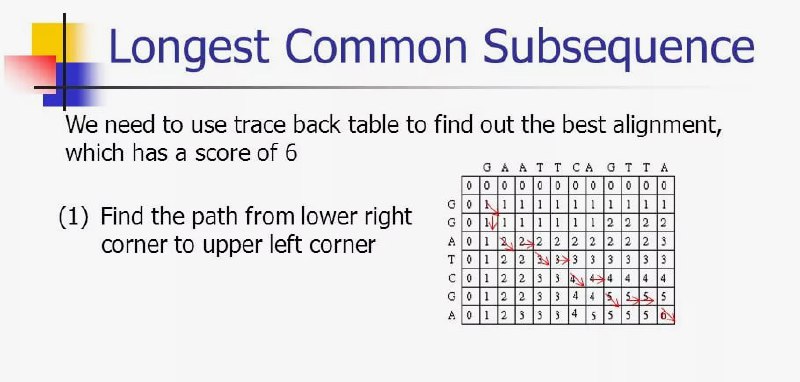 Longest Common Subsequence
We need to use trace back table to find out the best alignment,
which has a score of 6
(1) Find the path from lower right
corner to upper left corner
G A A T T C A G T T A
0 0 0 0 0 0 0 0 0 0 0 0
G 0 1 1 1 1 1 1 1 1 1 1 1
G 0 1 1 1 1 1 1 1 2 2 2 2
A 0 1 2 2 2 2 2 2 2 2 2 3
T 0 1 2 2 3 3 3 3 3 3 3 3
C 0 1 2 2 3 3 4 4 4 4 4 4
G 0 1 2 2 3 3 4 4 5 5 5 5
A 0 1 2 3 3 3 4 5 5 5 5 6